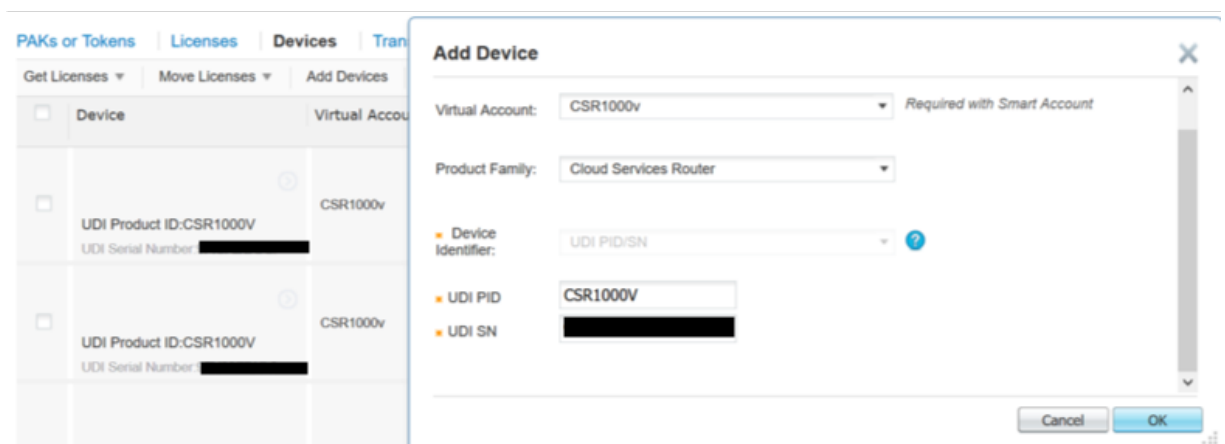 PAKs or Tokens Licenses Devices Tran
Get Licenses Move Licenses Add Devices
Device Virtual Accou
UDI Product ID:CSR1000V
UDI Serial Number:
CSR1000v
UDI Product ID:CSR1000V
UDI Serial Number:
CSR1000v
Add Device
Virtual Account: CSR1000v Required with Smart Account
Product Family: Cloud Services Router
Device
Identifier: UDI PID/SN ?
UDI PID CSR1000V
UDI SN
Cancel OK